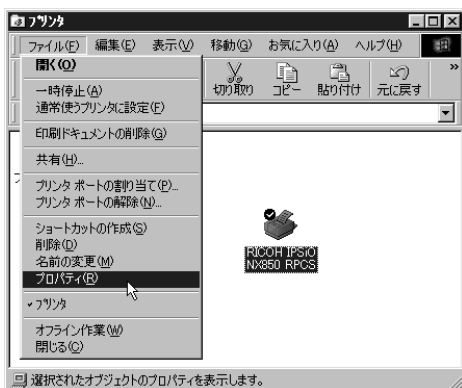 プリンタ
ファイル(F) 編集(E) 表示(V) 移動(G) お気に入り(A) ヘルプ(H)
切り取り コピー 貼り付け 元に戻す »
開く(O)
一時停止(A)
通常使うプリンタに設定(F)
印刷ドキュメントの削除(G)
共有(H)...
プリンタ ポートの割り当て(P)...
プリンタ ポートの解除(N)...
ショートカットの作成(S)
削除(D)
名前の変更(M)
プロパティ(R)
プリンタ
オフライン作業(W)
閉じる(C)
RICOH IPSiO
NX850 RPCS
選択されたオブジェクトのプロパティを表示します。